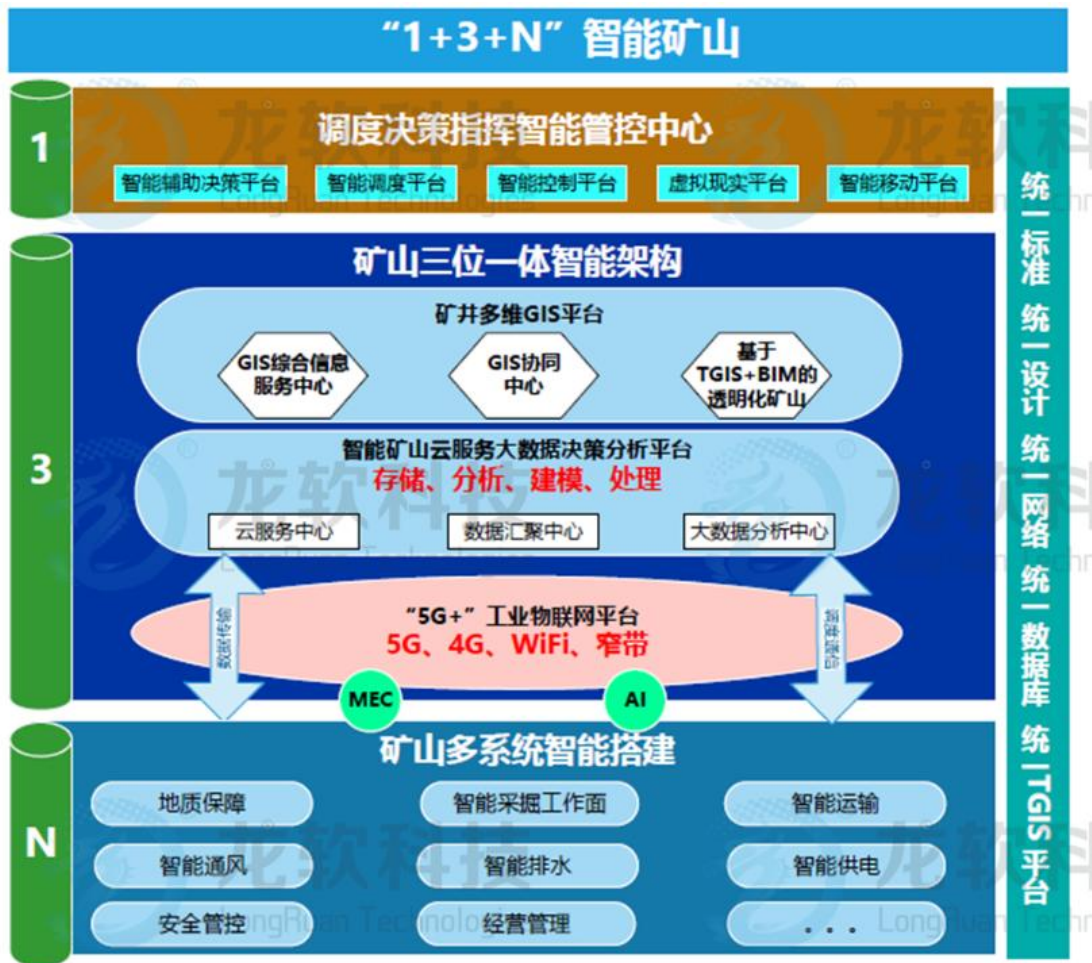 “1+3+N”智能矿山
1
调度决策指挥智能管控中心
智能辅助决策平台
智能调度平台
智能控制平台
虚拟现实平台
智能移动平台
3
矿山三位一体智能架构
矿井多维GIS平台
GIS综合信息
服务中心
GIS协同
中心
基于
TGIS+BIM的
透明化矿山
智能矿山云服务大数据决策分析平台
存储、分析、建模、处理
云服务中心
数据汇聚中心
大数据分析中心
数据传输
“5G+”工业物联网平台
5G、4G、WiFi、窄带
MEC
AI
N
矿山多系统智能搭建
地质保障
智能采掘工作面
智能运输
智能通风
智能排水
智能供电
安全管控
经营管理
。。。
统一标准 统一设计 统一网络 统一数据库 统一TGIS平台
龙软科技
LongRuan Technologies